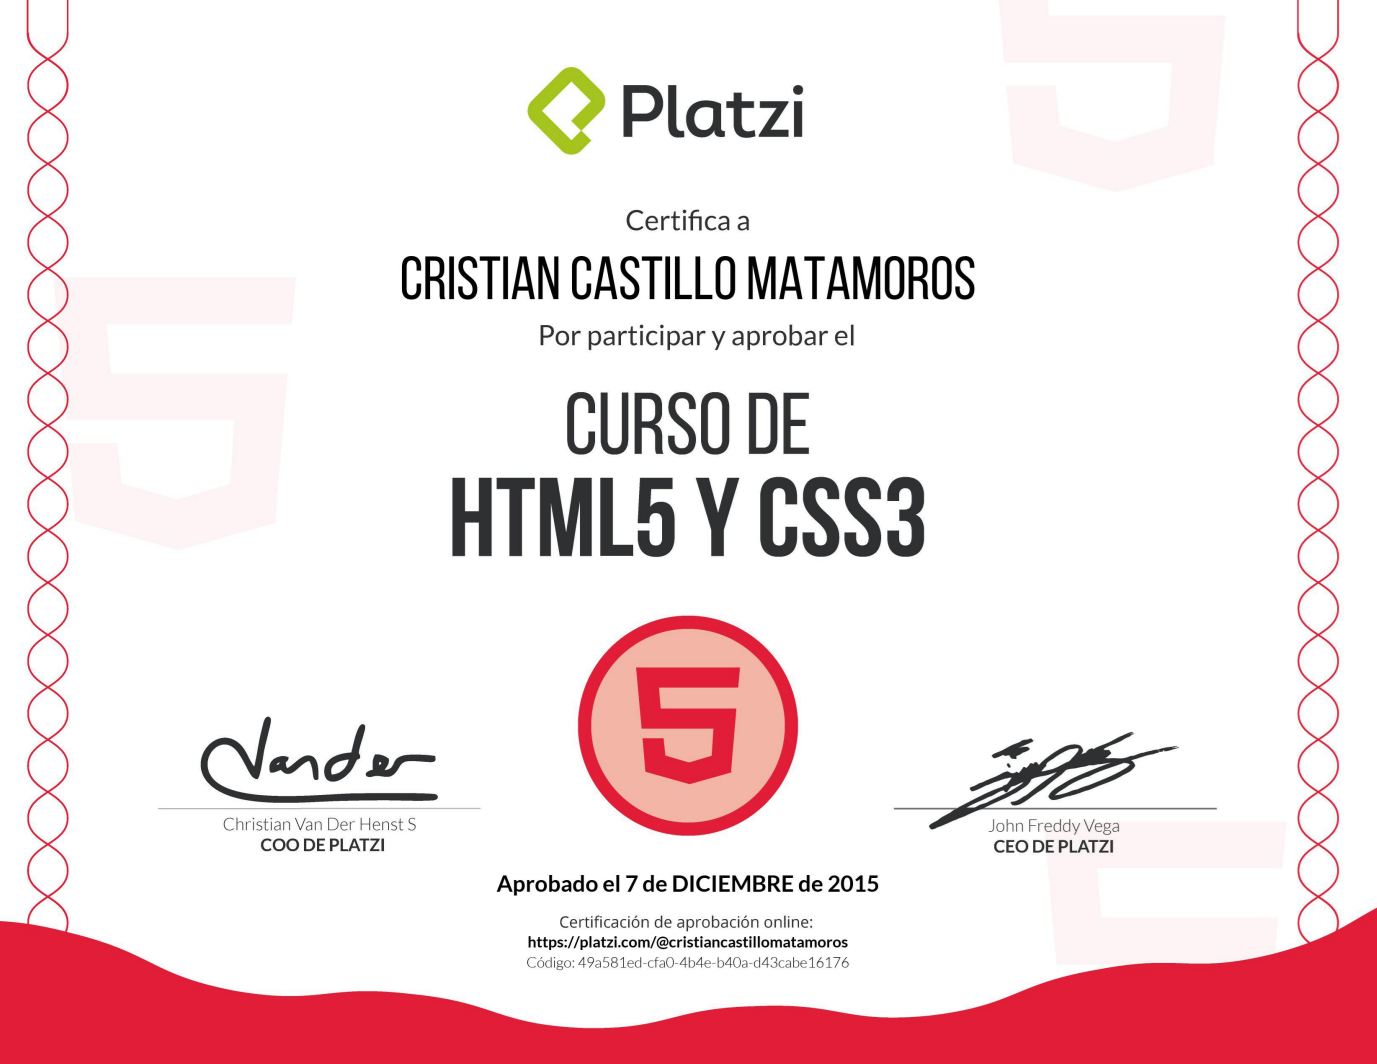 Platzi
Certifica a
CRISTIAN CASTILLO MATAMOROS
Por participar y aprobar el
CURSO DE
HTML5 Y CSS3
5
Vander
Christian Van Der Henst S
COO DE PLATZI
John Freddy Vega
CEO DE PLATZI
Aprobado el 7 de DICIEMBRE de 2015
Certificación de aprobación online:
https://platzi.com/@cristiancastillomatamoros
Código: 49a581ed-cfa0-4b4e-b40a-d43cabe16176